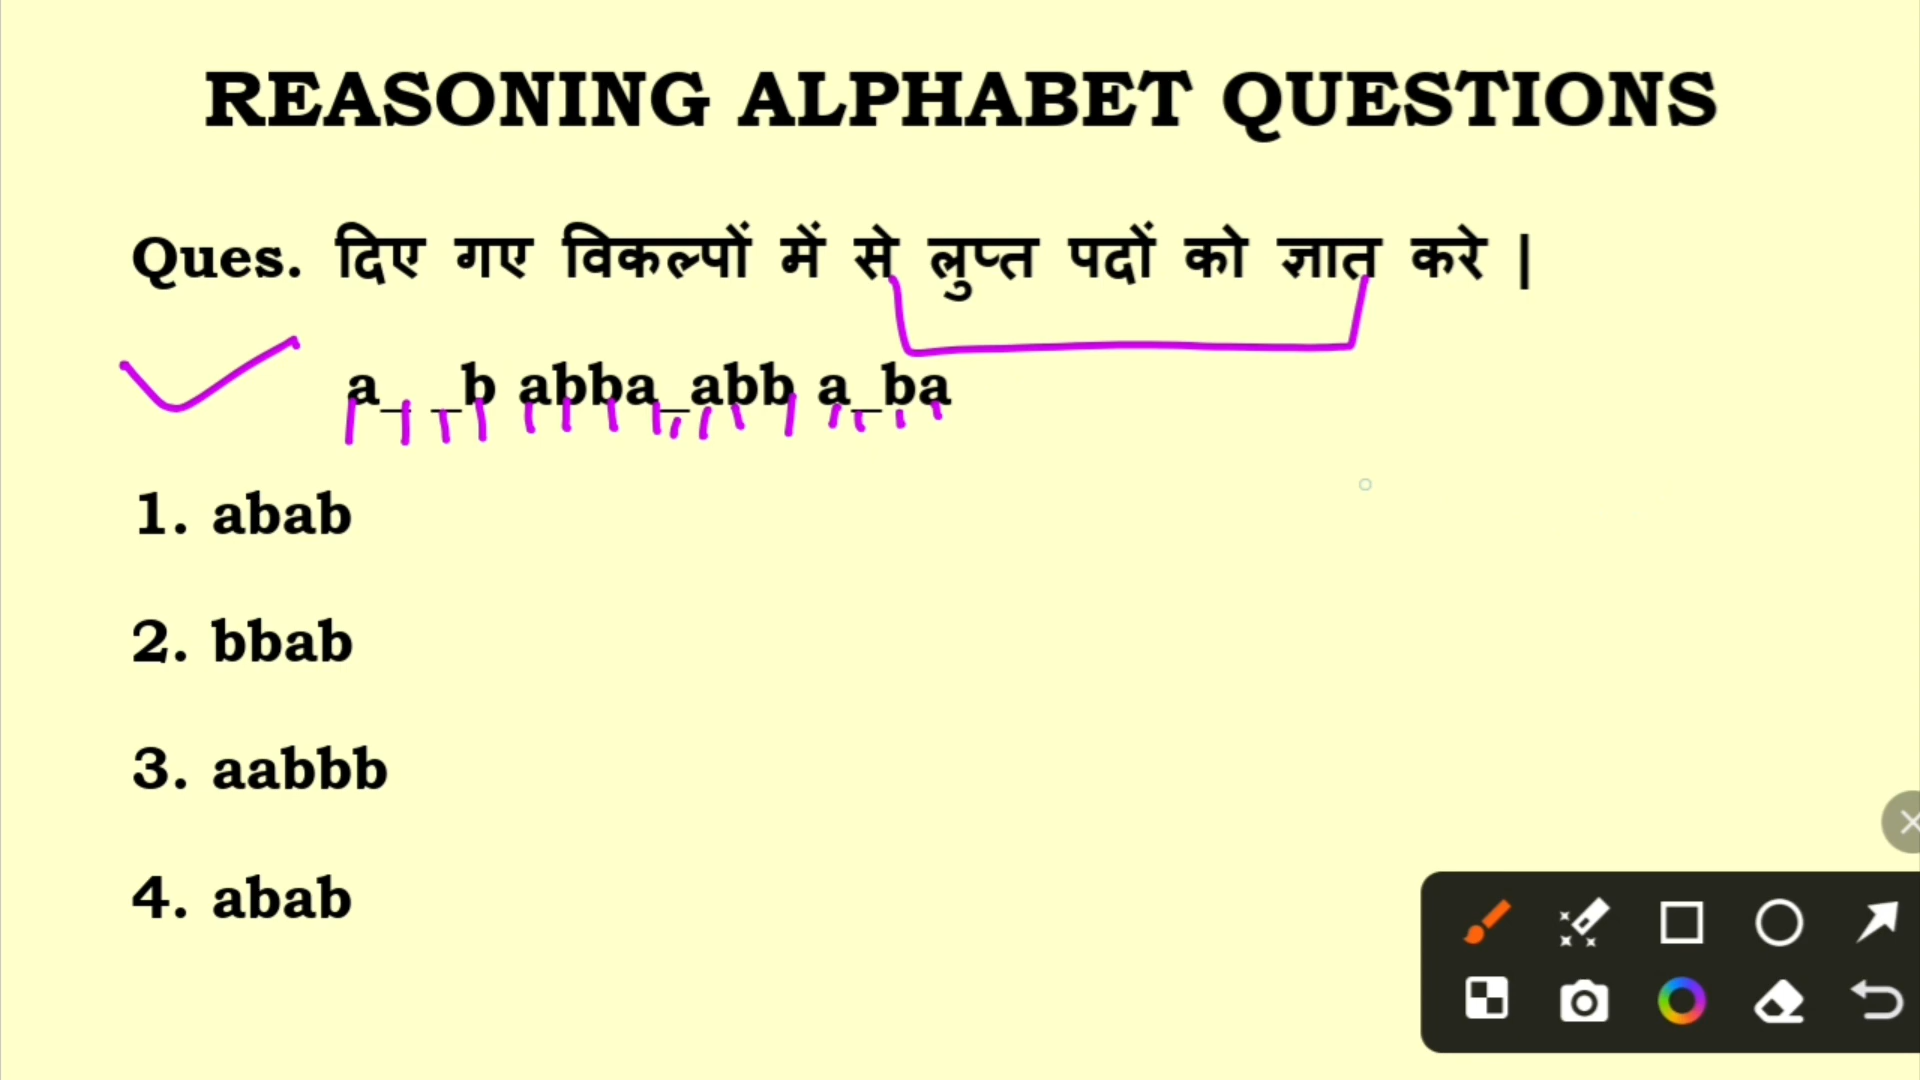 REASONING ALPHABET QUESTIONS
Ques. दिए गए विकल्पों में से लुप्त पदों को ज्ञात करे |
a_ _b abba_abb a_ba
1. abab
2. bbab
3. aabbb
4. abab